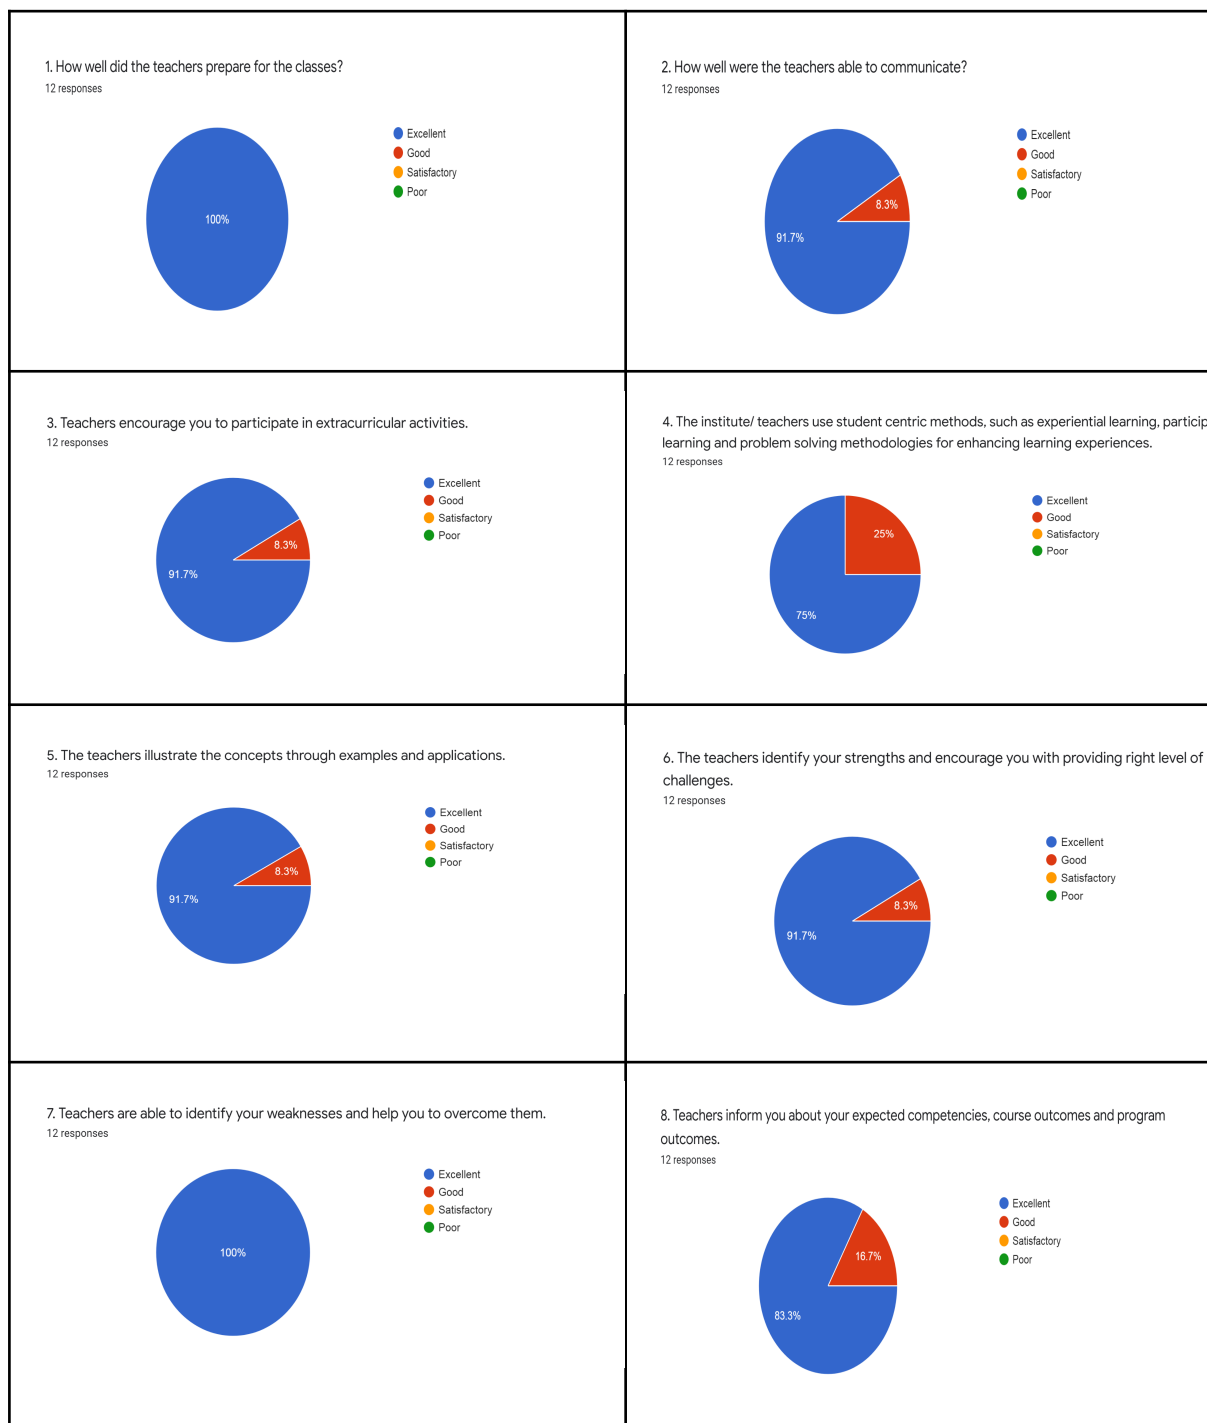 1. How well did the teachers prepare for the classes?
12 responses
Excellent
Good
Satisfactory
Poor
100%
2. How well were the teachers able to communicate?
12 responses
Excellent
Good
Satisfactory
Poor
8.3%
91.7%
3. Teachers encourage you to participate in extracurricular activities.
12 responses
Excellent
Good
Satisfactory
Poor
8.3%
91.7%
4. The institute/ teachers use student centric methods, such as experiential learning, particip
learning and problem solving methodologies for enhancing learning experiences.
12 responses
Excellent
Good
Satisfactory
Poor
25%
75%
5. The teachers illustrate the concepts through examples and applications.
12 responses
Excellent
Good
Satisfactory
Poor
8.3%
91.7%
6. The teachers identify your strengths and encourage you with providing right level of
challenges.
12 responses
Excellent
Good
Satisfactory
Poor
8.3%
91.7%
7. Teachers are able to identify your weaknesses and help you to overcome them.
12 responses
Excellent
Good
Satisfactory
Poor
100%
8. Teachers inform you about your expected competencies, course outcomes and program
outcomes.
12 responses
Excellent
Good
Satisfactory
Poor
16.7%
83.3%